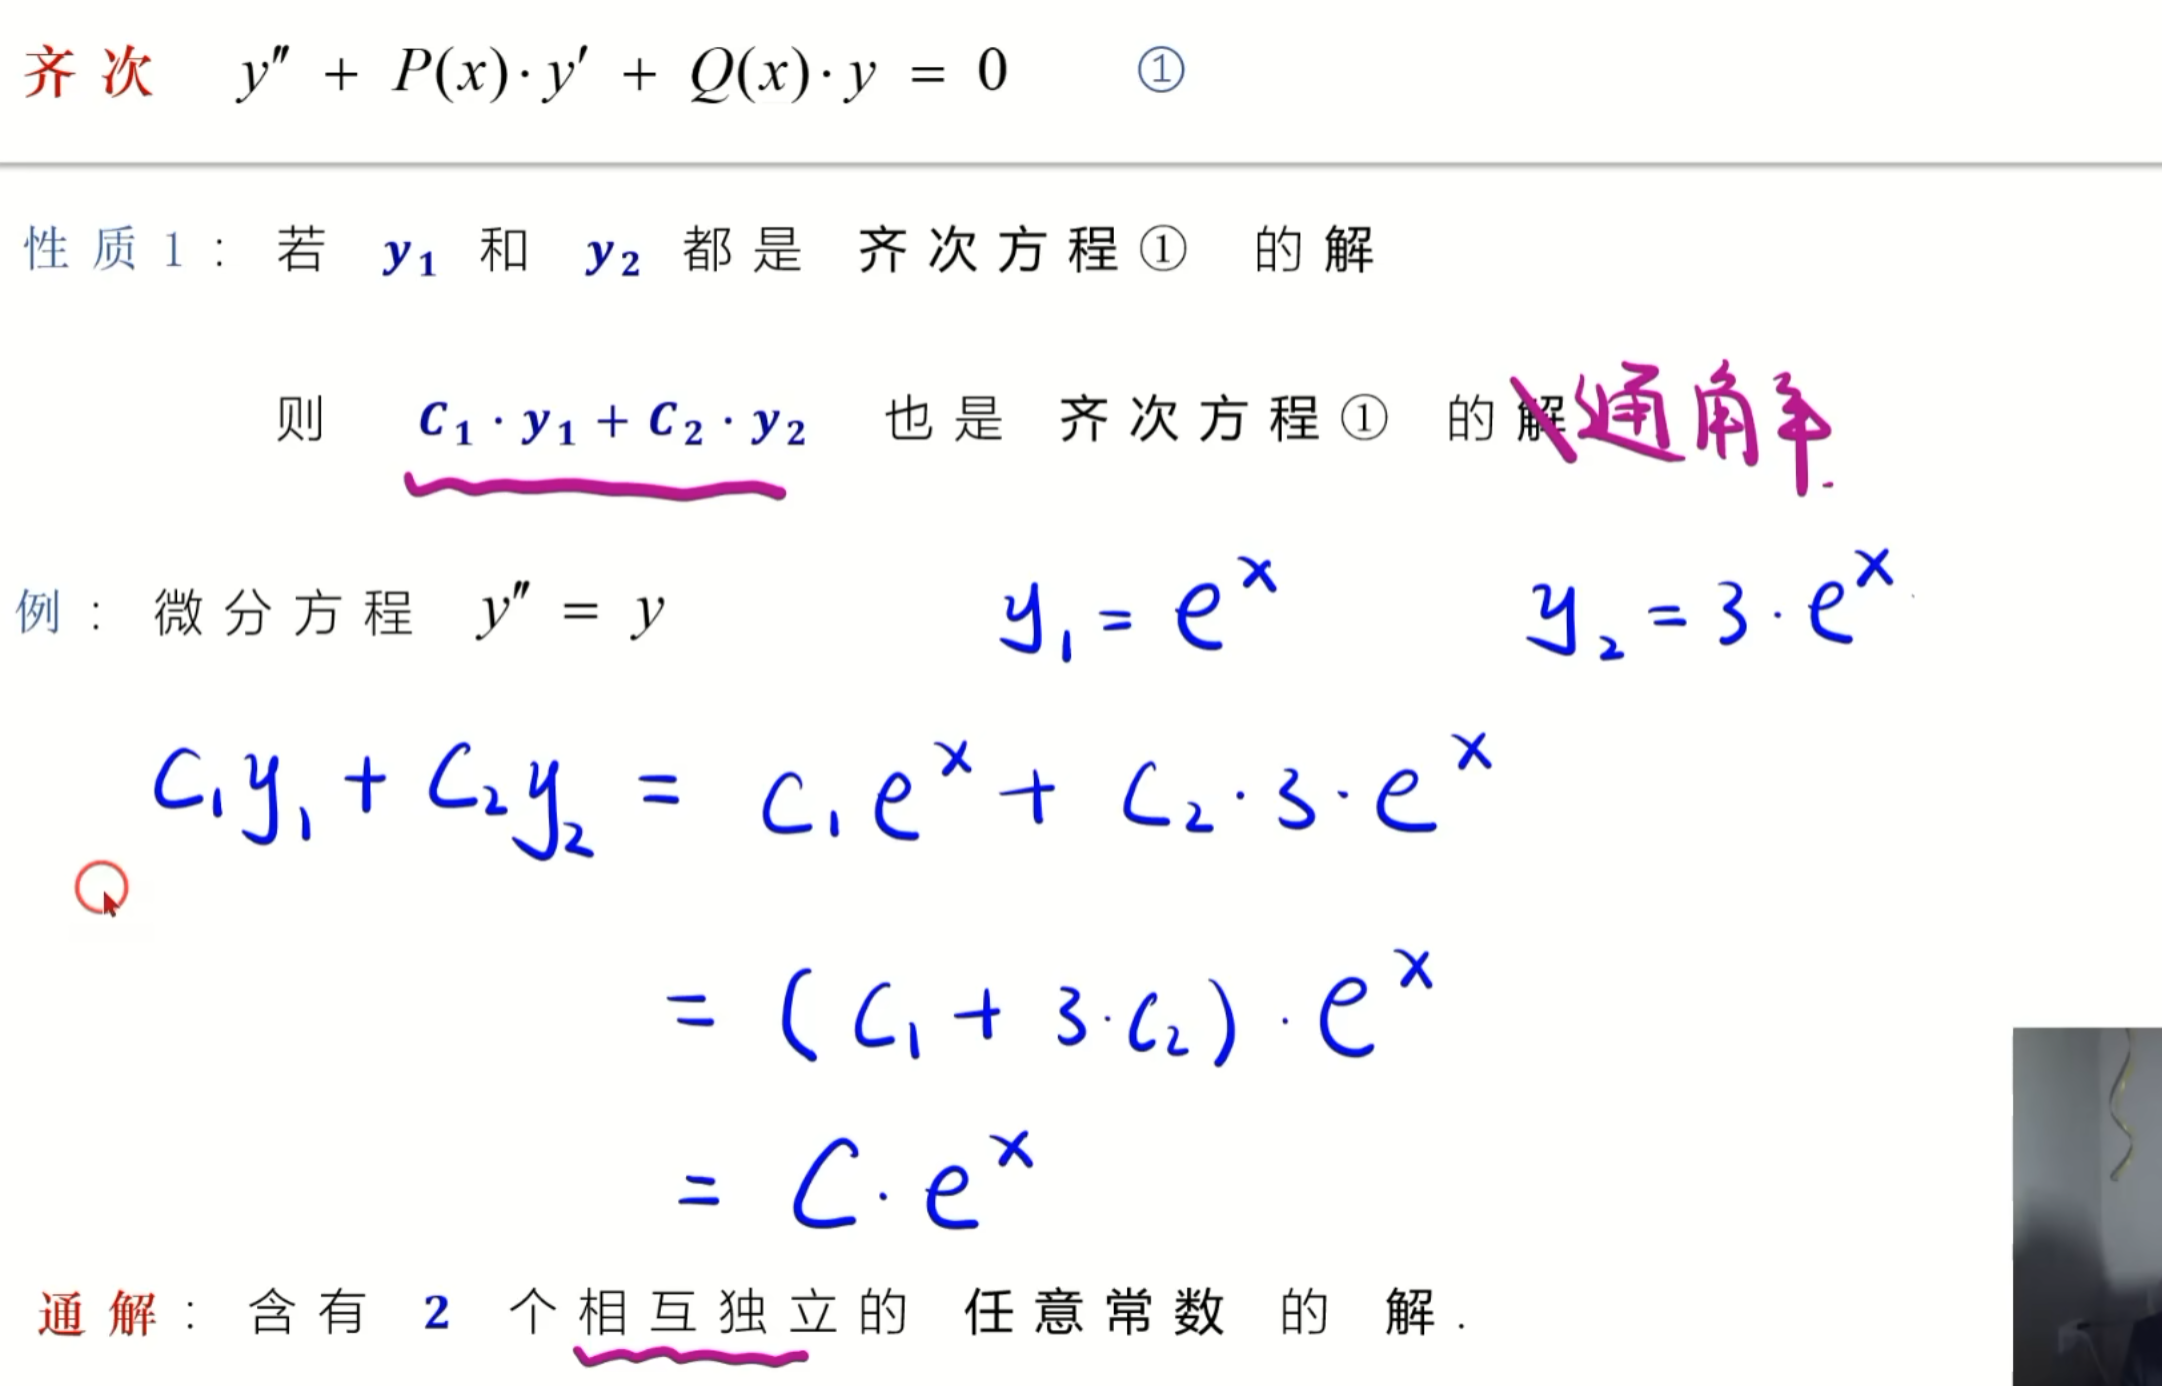 齐次 y″ + P(x)·y′ + Q(x)·y = 0 ①
性质1: 若 y₁ 和 y₂ 都是 齐次方程① 的解
则 C₁·y₁+C₂·y₂ 也是 齐次方程① 的解 通解.
例: 微分方程 y″ = y y₁ = eˣ y₂ = 3·eˣ
C₁y₁ + C₂y₂ = C₁eˣ + C₂·3·eˣ
= (C₁ + 3·C₂)·eˣ
= C·eˣ
通解: 含有 2 个相互独立的 任意常数 的 解.